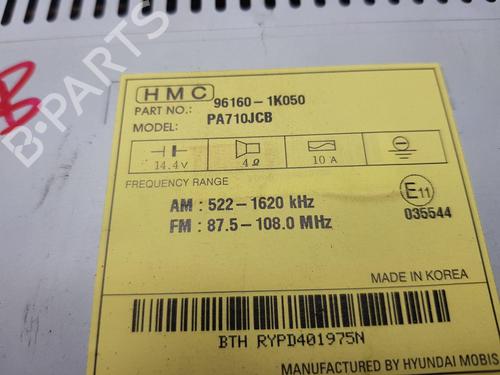 B-PARTS
B
HMC
PART NO.: 96160-1K050
MODEL: PA710JCB
14.4V 4Ω 10A
FREQUENCY RANGE
E11
AM : 522-1620 kHz
035544
FM : 87.5-108.0 MHz
MADE IN KOREA
BTH RYPD401975N
MANUFACTURED BY HYUNDAI MOBIS